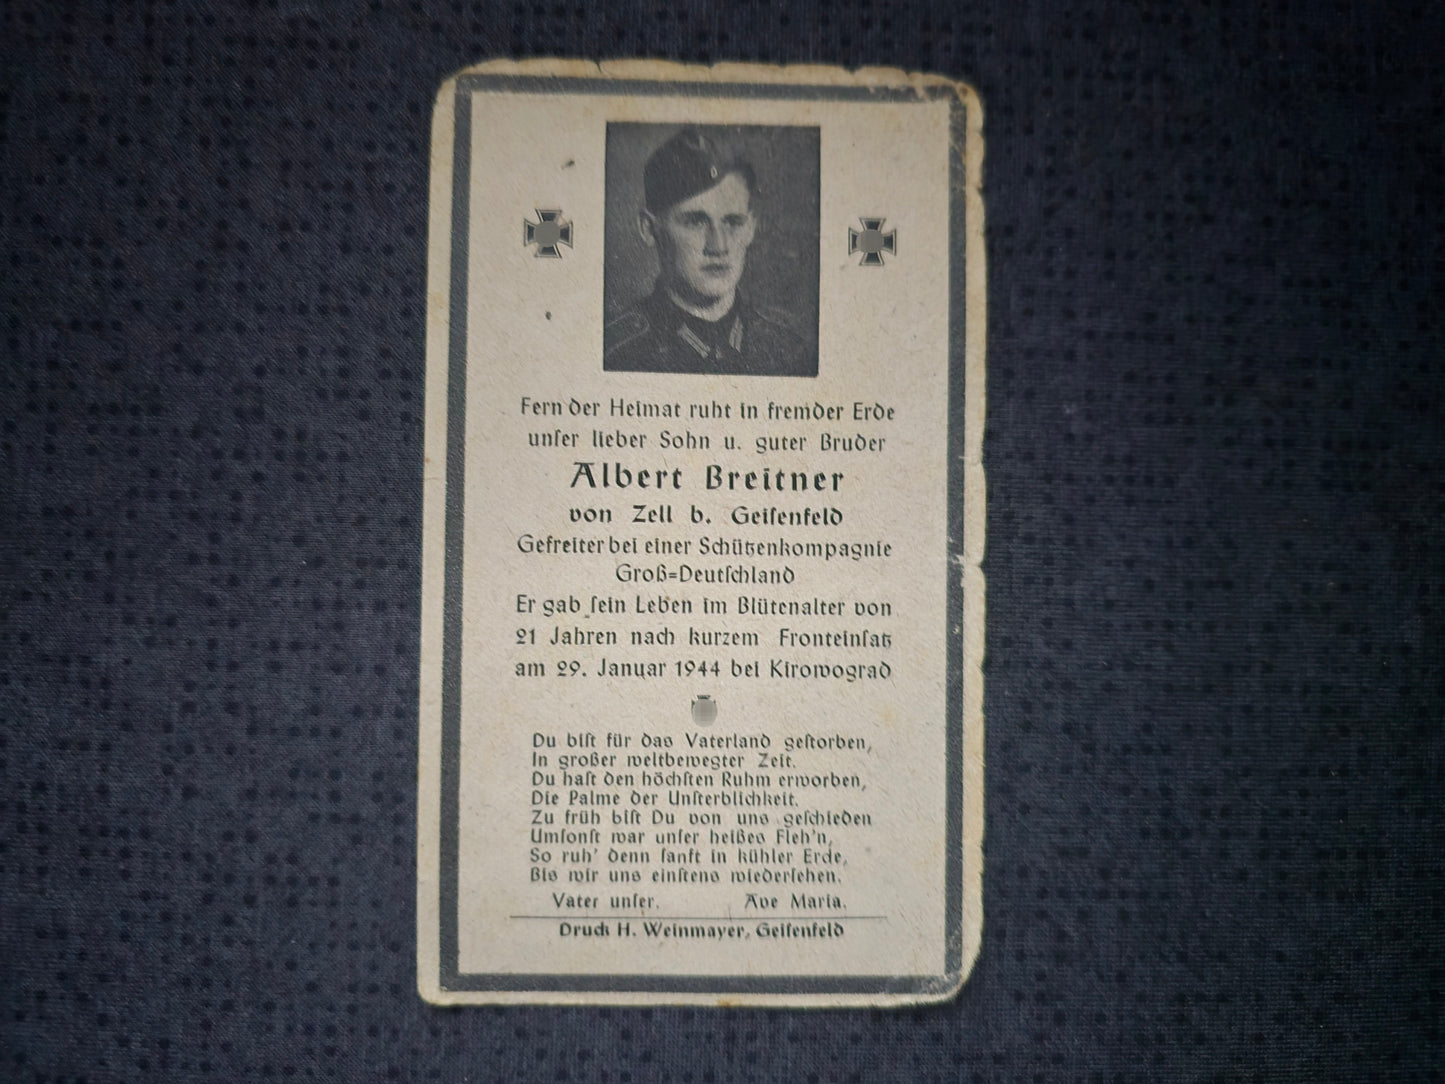 Fern der Heimat ruht in fremder Erde
unſer lieber Sohn u. guter Bruder
Albert Breitner
von Zell b. Geiſenfeld
Gefreiter bei einer Schützenkompagnie
Groß=Deutſchland
Er gab ſein Leben im Blütenalter von
21 Jahren nach kurzem Fronteinſatz
am 29. Januar 1944 bei Kirowograd
Du biſt für das Vaterland geſtorben,
In großer weltbewegter Zeit.
Du haſt den höchſten Ruhm erworben,
Die Palme der Unſterblichkeit.
Zu früh biſt Du von uns geſchieden
Umſonſt war unſer heißes Fleh'n,
So ruh' denn ſanft in kühler Erde,
Bis wir uns einſtens wiederſehen.
Vater unſer. Ave Maria.
Druck H. Weinmayer, Geiſenfeld